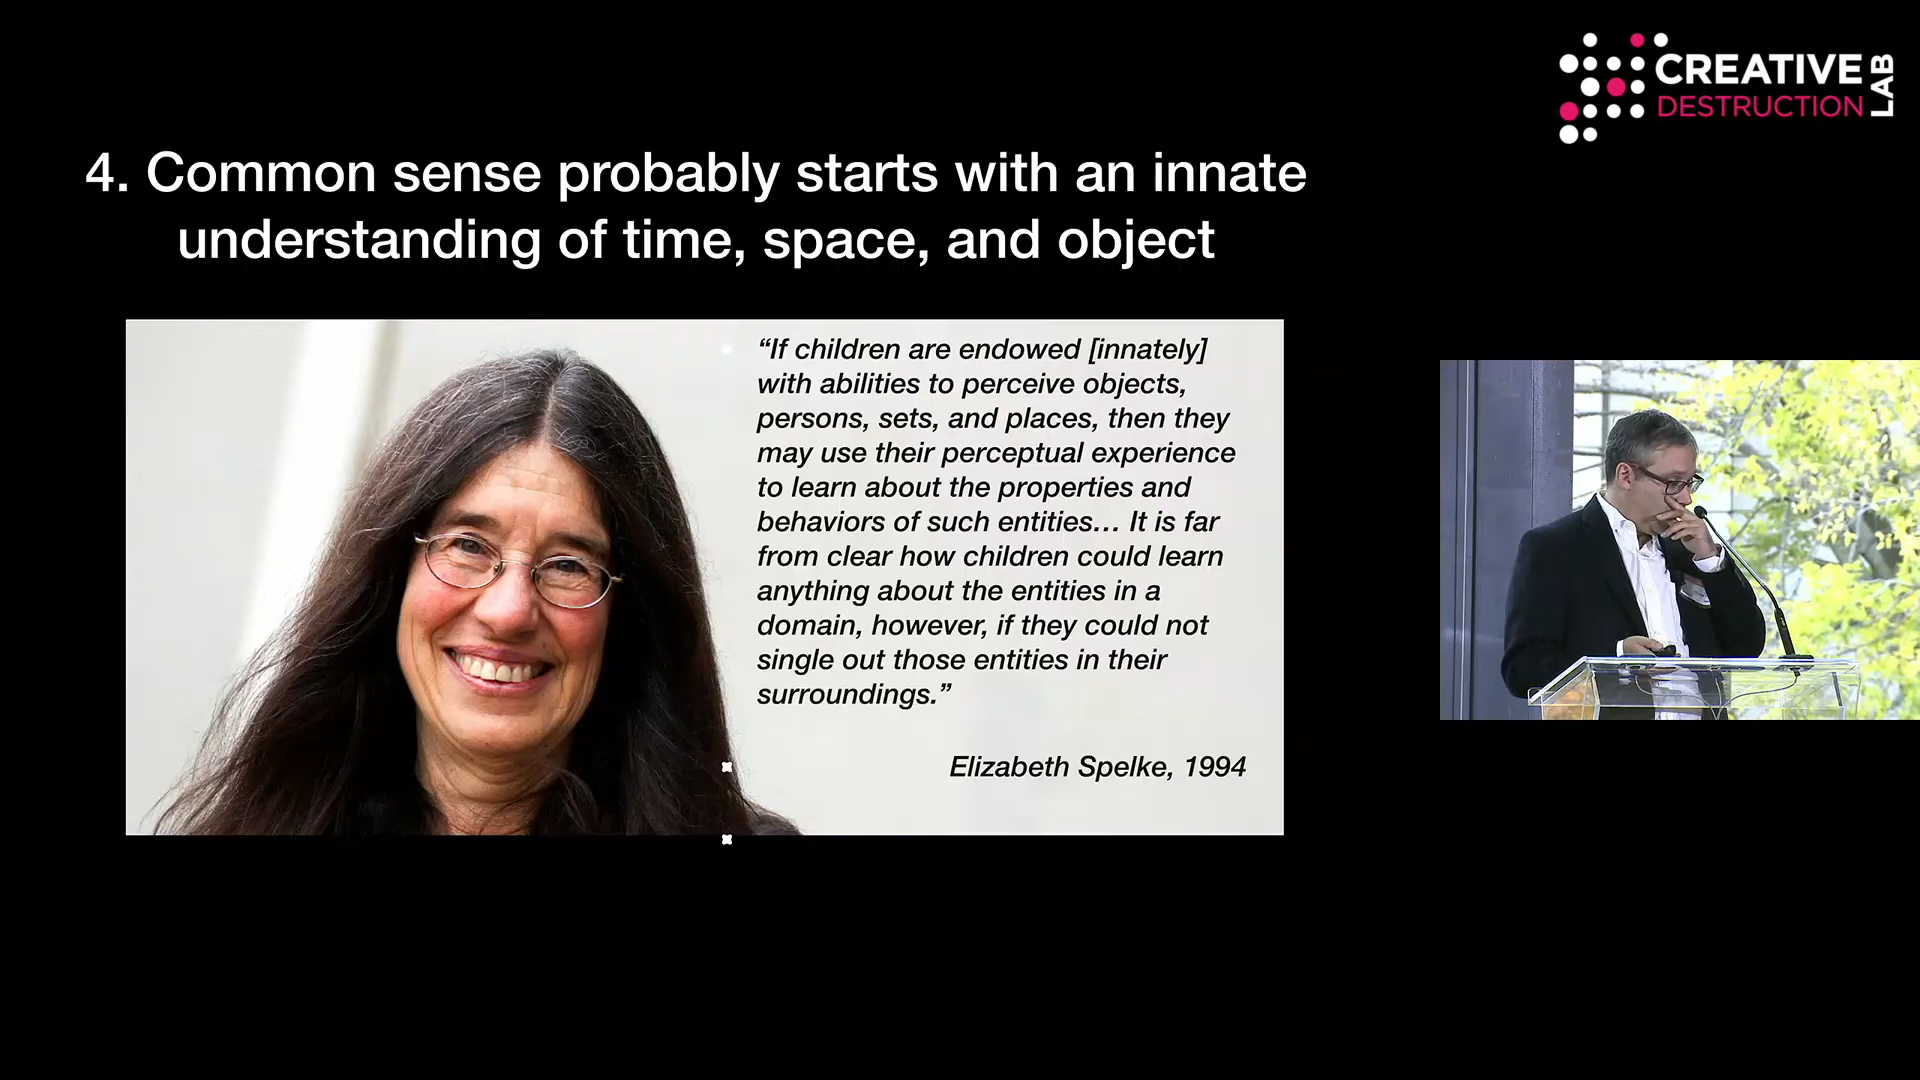 CREATIVE
DESTRUCTION
LAB
4. Common sense probably starts with an innate
understanding of time, space, and object
“If children are endowed [innately]
with abilities to perceive objects,
persons, sets, and places, then they
may use their perceptual experience
to learn about the properties and
behaviors of such entities… It is far
from clear how children could learn
anything about the entities in a
domain, however, if they could not
single out those entities in their
surroundings.”
Elizabeth Spelke, 1994